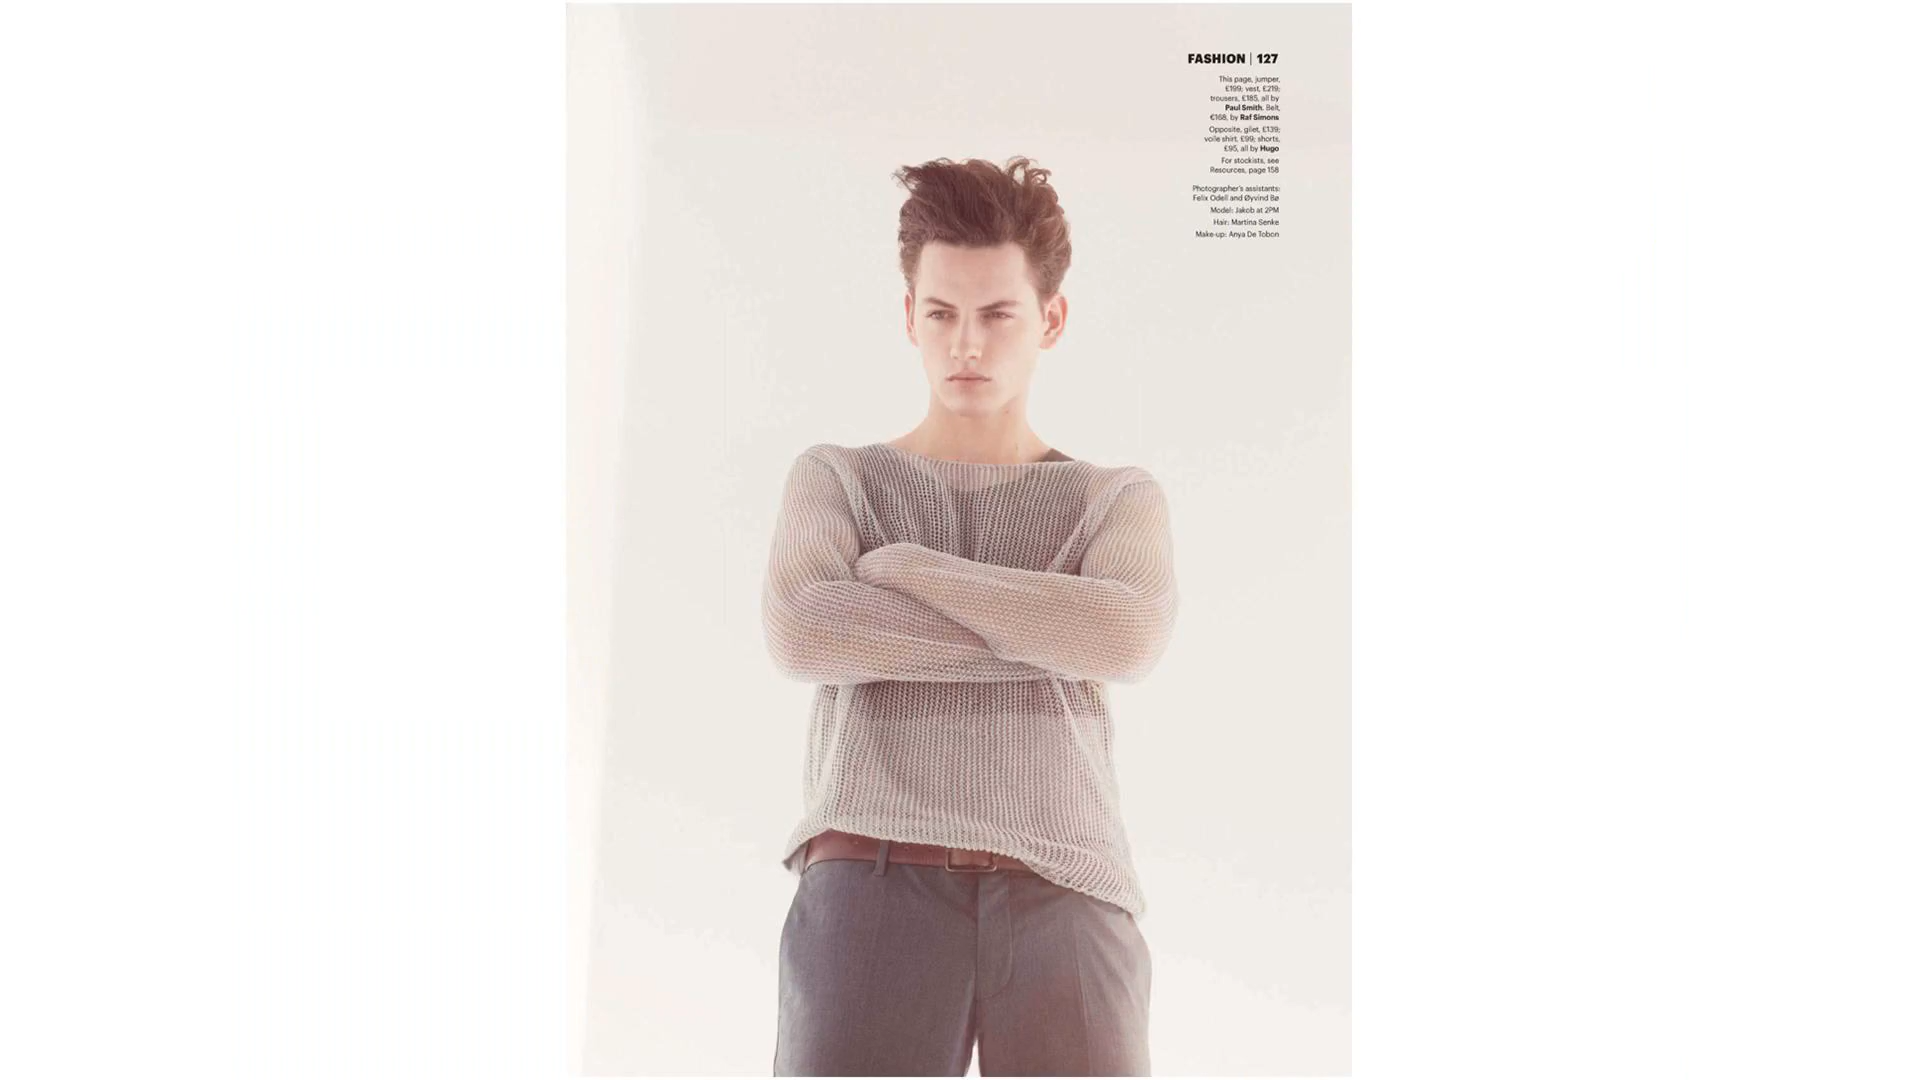 FASHION | 127
This page, jumper,
£199; vest, £219;
trousers, £185, all by
Paul Smith. Belt,
€168, by Raf Simons
Opposite, gilet, £139;
voile shirt, £99; shorts,
£95, all by Hugo
For stockists, see
Resources, page 158
Photographer's assistants:
Felix Odell and Øyvind Bø
Model: Jakob at 2PM
Hair: Martina Senke
Make-up: Anya De Tobon